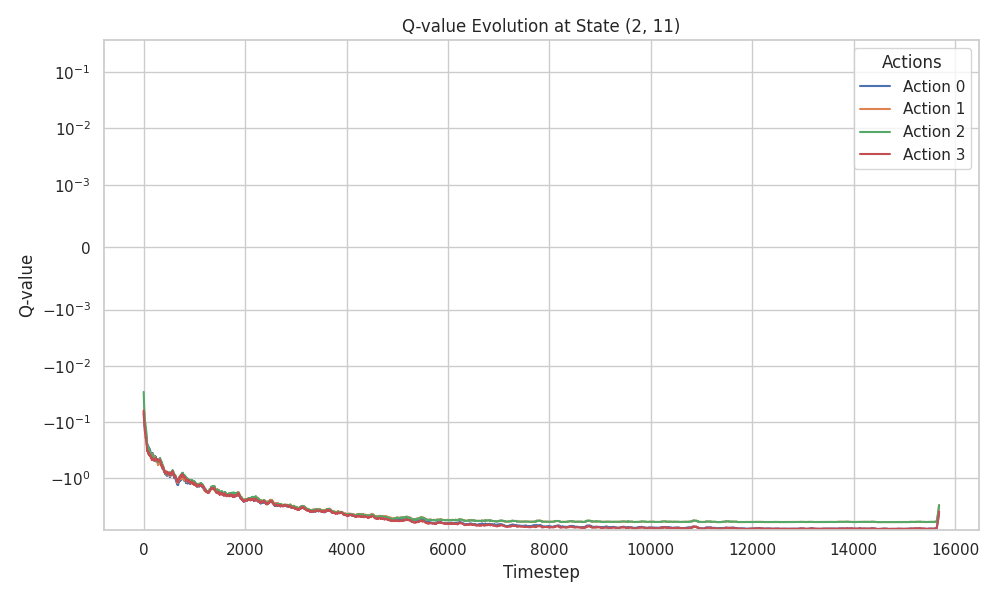 Q-value Evolution at State (2, 11)
Actions
Action 0
Action 1
Action 2
Action 3
Q-value
10⁻¹
10⁻²
10⁻³
0
−10⁻³
−10⁻²
−10⁻¹
−10⁰
0 2000 4000 6000 8000 10000 12000 14000 16000
Timestep